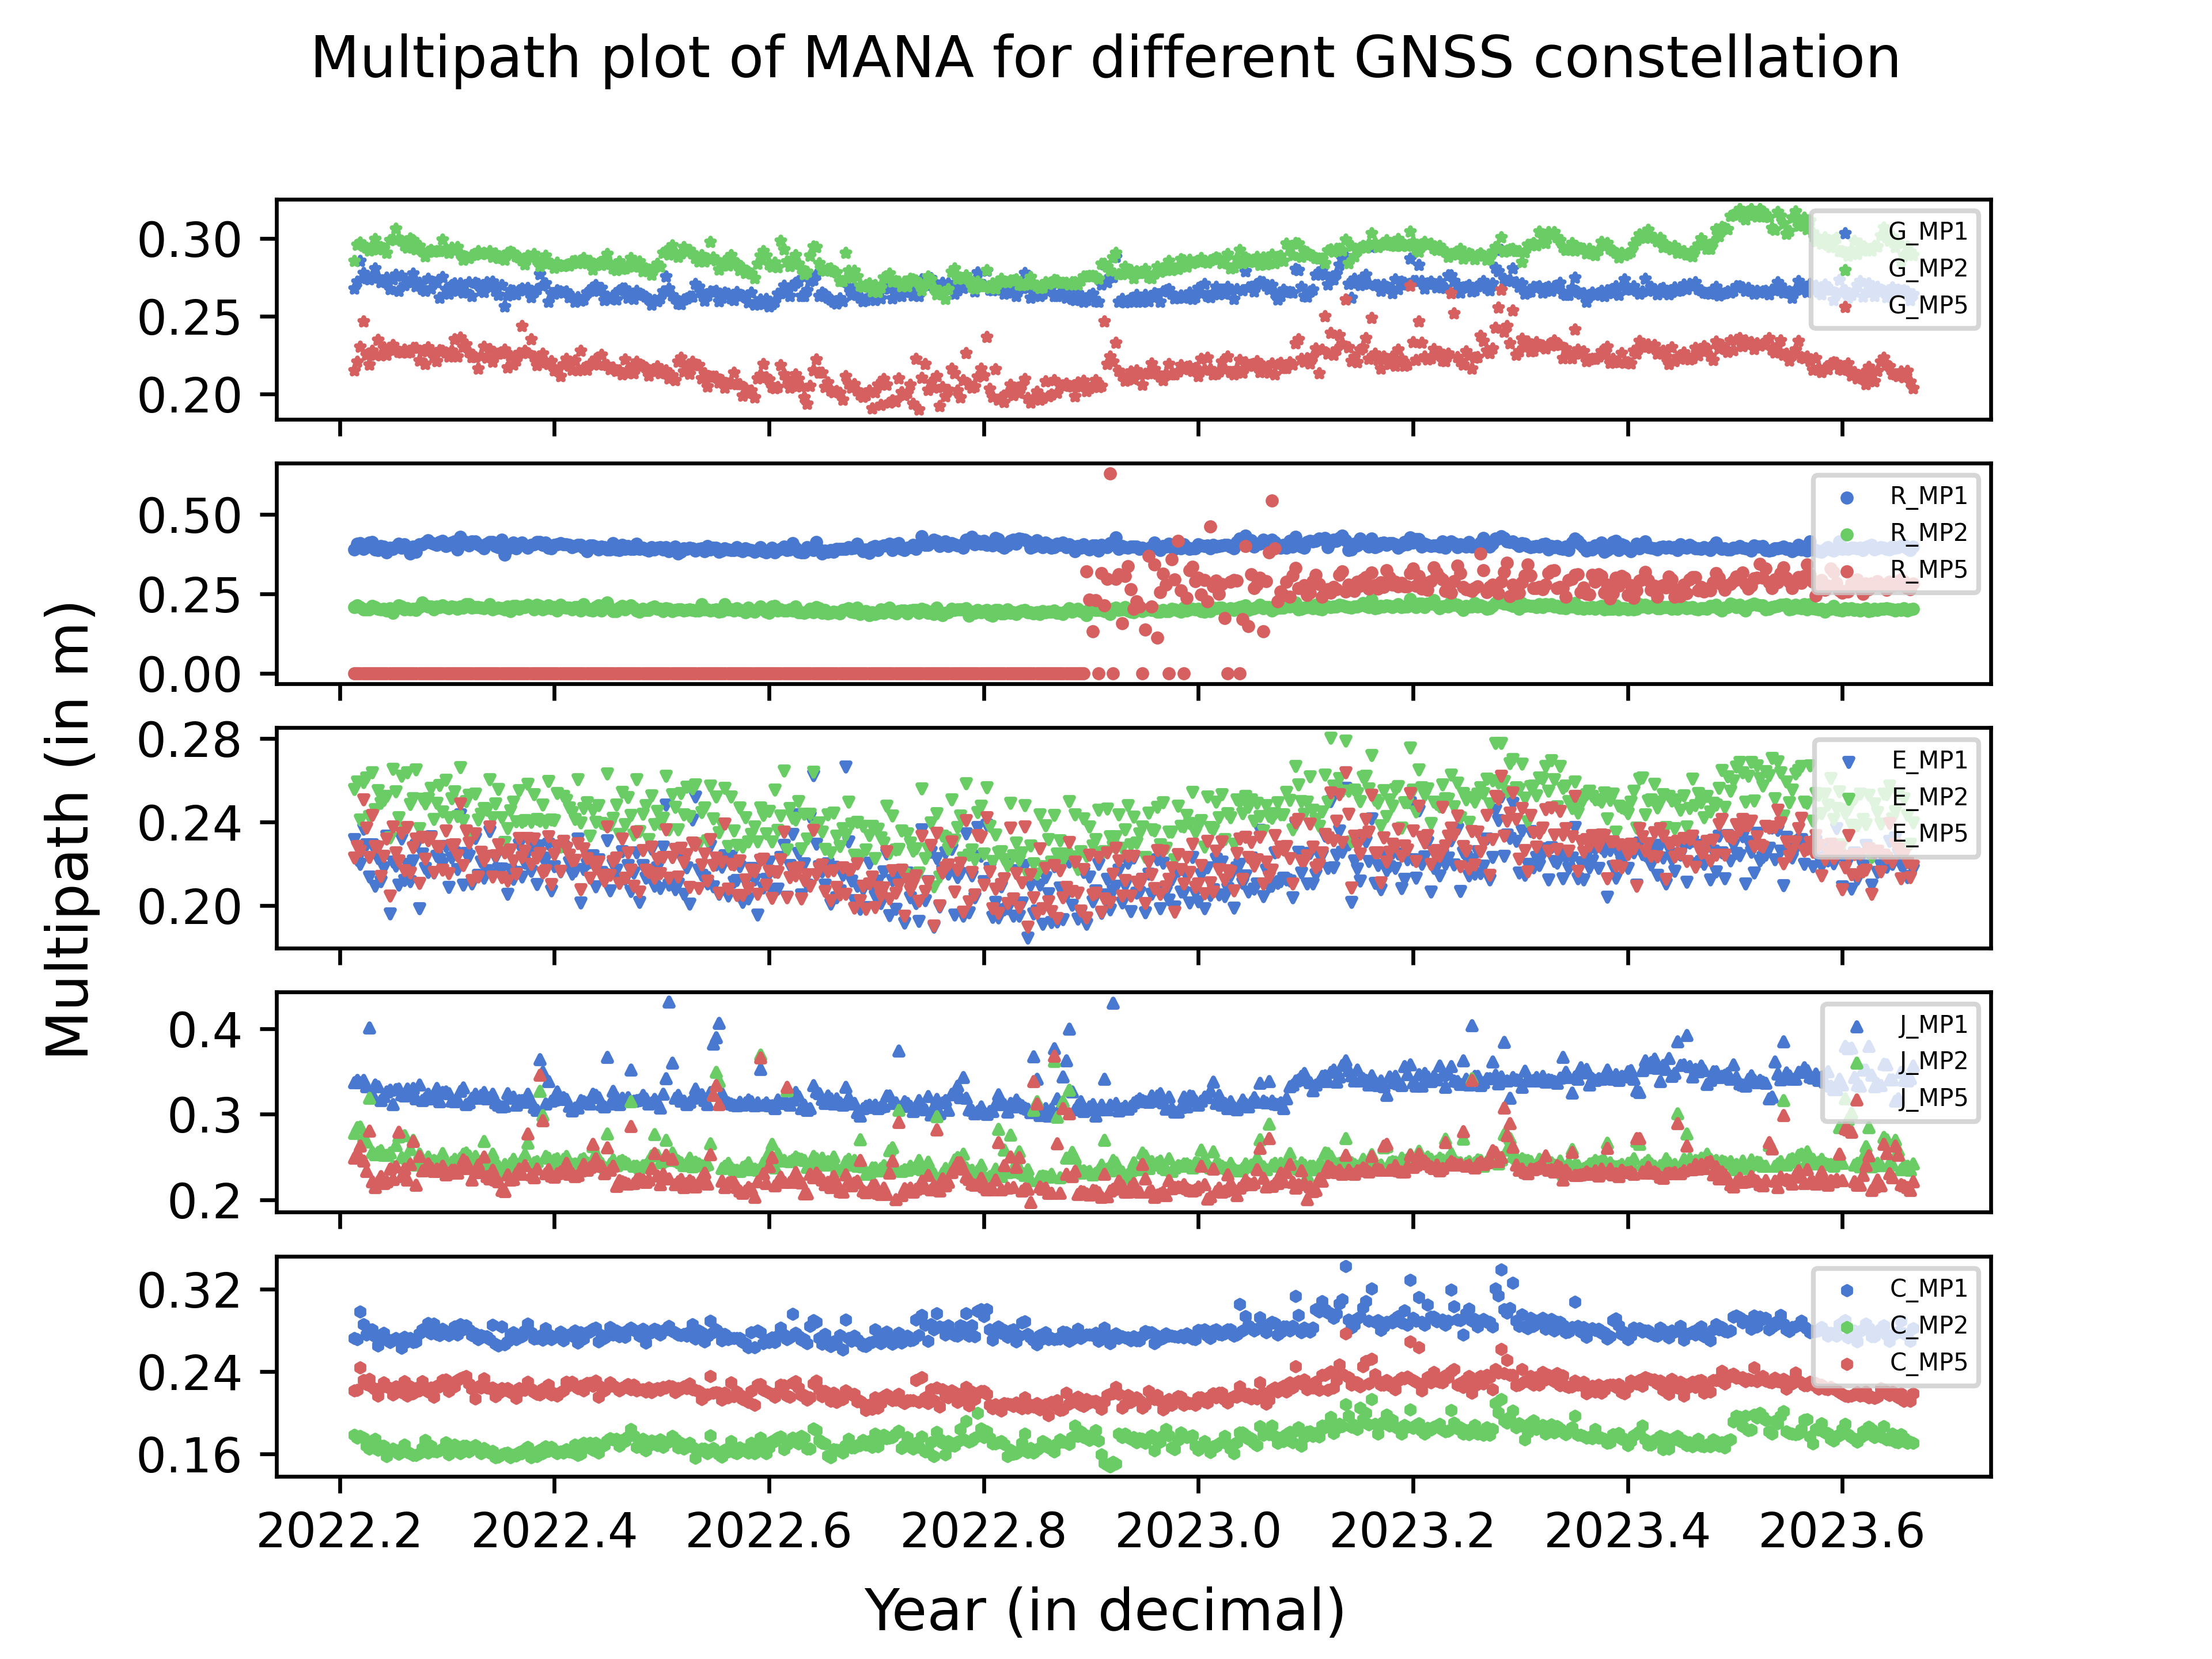 Multipath plot of MANA for different GNSS constellation
0.30
0.25
0.20
G_MP1
G_MP2
G_MP5
0.50
0.25
0.00
R_MP1
R_MP2
R_MP5
0.28
0.24
0.20
E_MP1
E_MP2
E_MP5
0.4
0.3
0.2
J_MP1
J_MP2
J_MP5
0.32
0.24
0.16
C_MP1
C_MP2
C_MP5
2022.2 2022.4 2022.6 2022.8 2023.0 2023.2 2023.4 2023.6
Year (in decimal)
Multipath (in m)